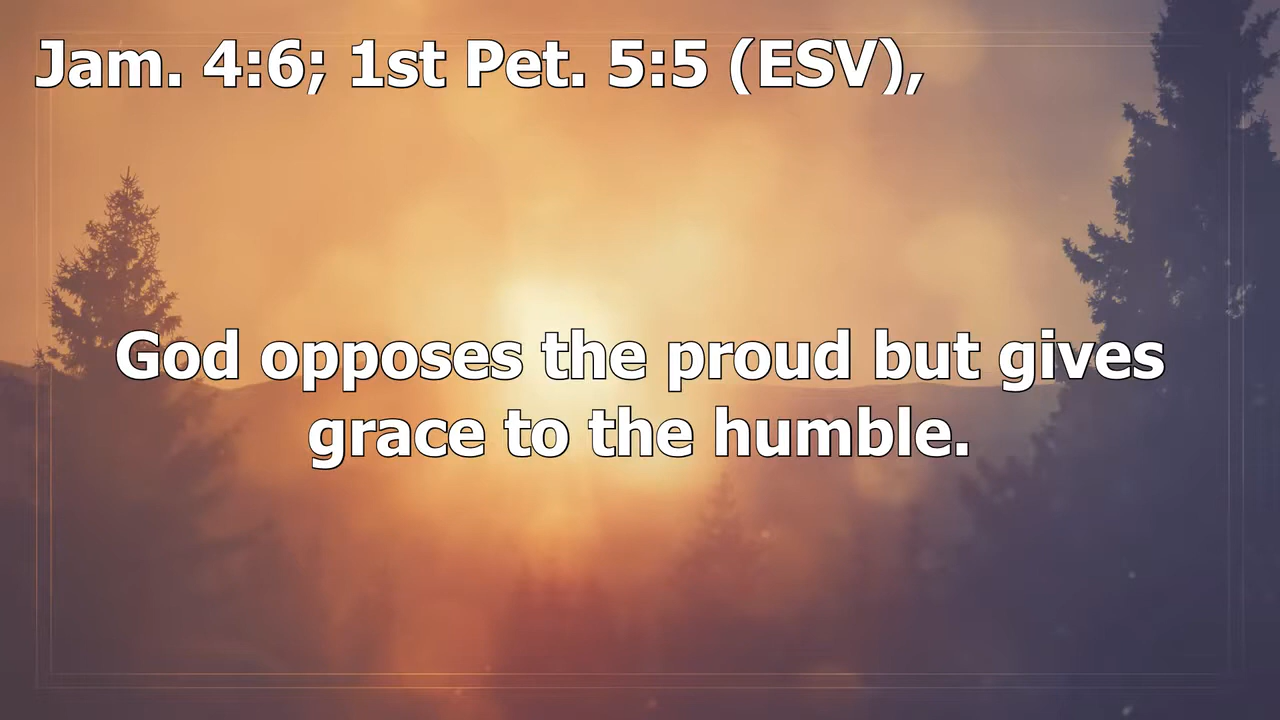 Jam. 4:6; 1st Pet. 5:5 (ESV),
God opposes the proud but gives
grace to the humble.